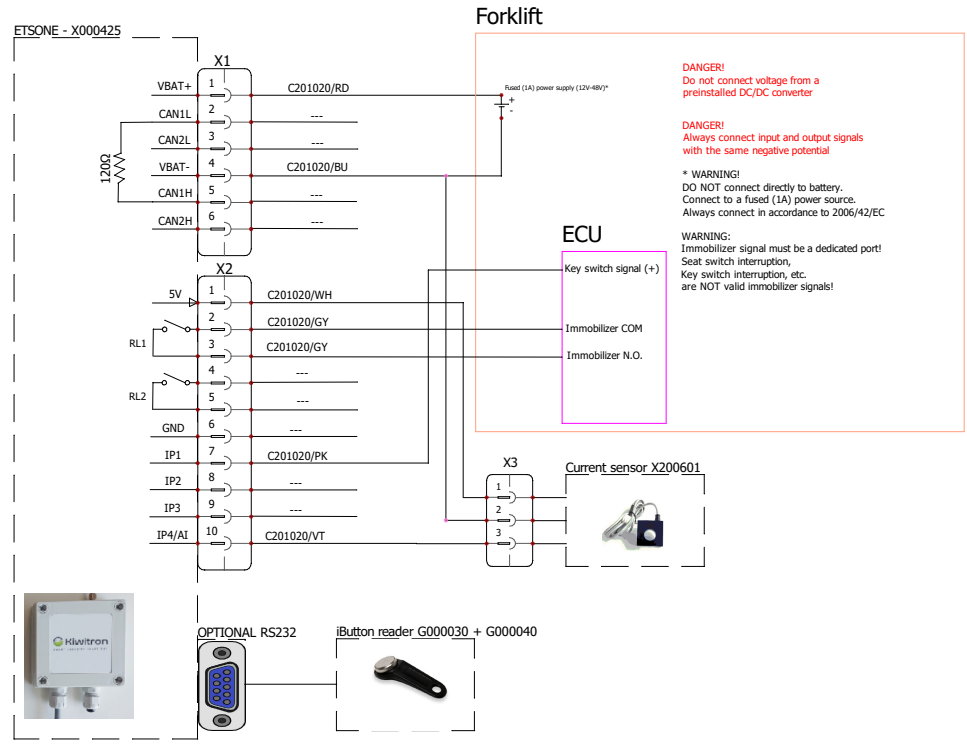 Forklift
ETSONE - X000425
X1
VBAT+
1
C201020/RD
CAN1L
2
---
CAN2L
3
---
VBAT-
4
C201020/BU
CAN1H
5
---
CAN2H
6
---
120Ω
Fused (1A) power supply (12V-48V)*
+
-
DANGER!
Do not connect voltage from a
preinstalled DC/DC converter
DANGER!
Always connect input and output signals
with the same negative potential
* WARNING!
DO NOT connect directly to battery.
Connect to a fused (1A) power source.
Always connect in accordance to 2006/42/EC
WARNING:
Immobilizer signal must be a dedicated port!
Seat switch interruption,
Key switch interruption, etc.
are NOT valid immobilizer signals!
ECU
Key switch signal (+)
Immobilizer COM
Immobilizer N.O.
X2
5V
1
C201020/WH
2
C201020/GY
RL1
3
C201020/GY
4
---
RL2
5
---
GND
6
---
IP1
7
C201020/PK
IP2
8
---
IP3
9
---
IP4/AI
10
C201020/VT
X3
1
2
3
Current sensor X200601
Kiwitron
OPTIONAL RS232
iButton reader G000030 + G000040